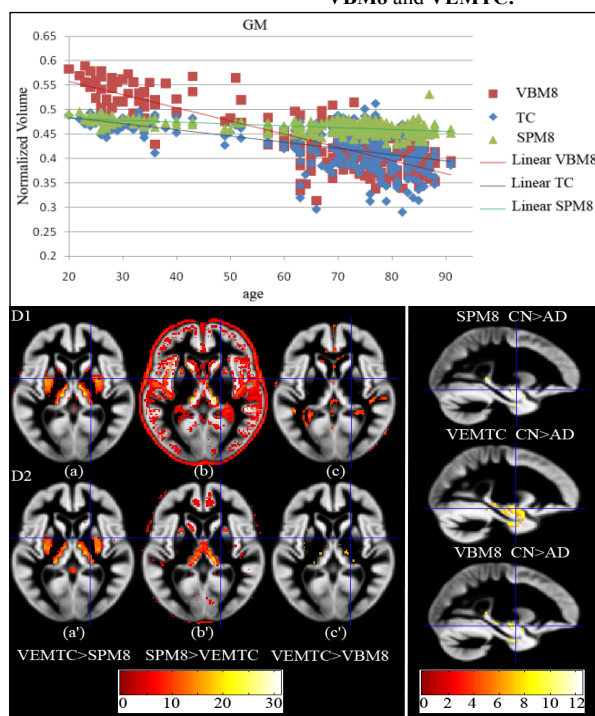 VBM8 and VEMTC.
GM
Normalized Volume
0.65
0.6
0.55
0.5
0.45
0.4
0.35
0.3
0.25
0.2
20 30 40 50 60 70 80 90
age
VBM8
TC
SPM8
Linear VBM8
Linear TC
Linear SPM8
D1
(a) (b) (c)
D2
(a') (b') (c')
VEMTC>SPM8 SPM8>VEMTC VEMTC>VBM8
0 10 20 30
SPM8 CN>AD
VEMTC CN>AD
VBM8 CN>AD
0 2 4 6 8 10 12